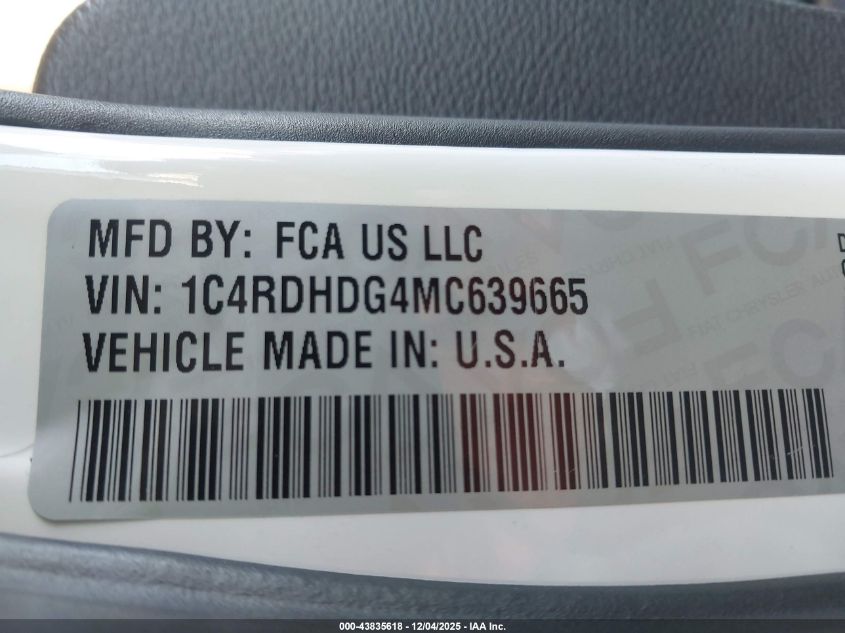 MFD BY: FCA US LLC
VIN: 1C4RDHDG4MC639665
VEHICLE MADE IN: U.S.A.
000-43835618 - 12/04/2025 - IAA Inc.